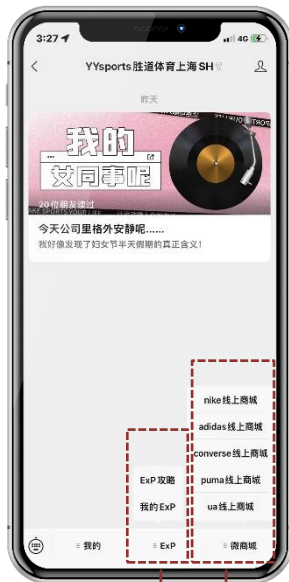 3:27
4G
YYsports胜道体育上海SH
昨天
我的
女同事呢
20位朋友读过
今天公司里格外安静呢……
我好像发现了妇女节半天假期的真正含义!
nike线上商城
adidas线上商城
converse线上商城
ExP攻略
puma线上商城
我的ExP
ua线上商城
我的
ExP
微商城